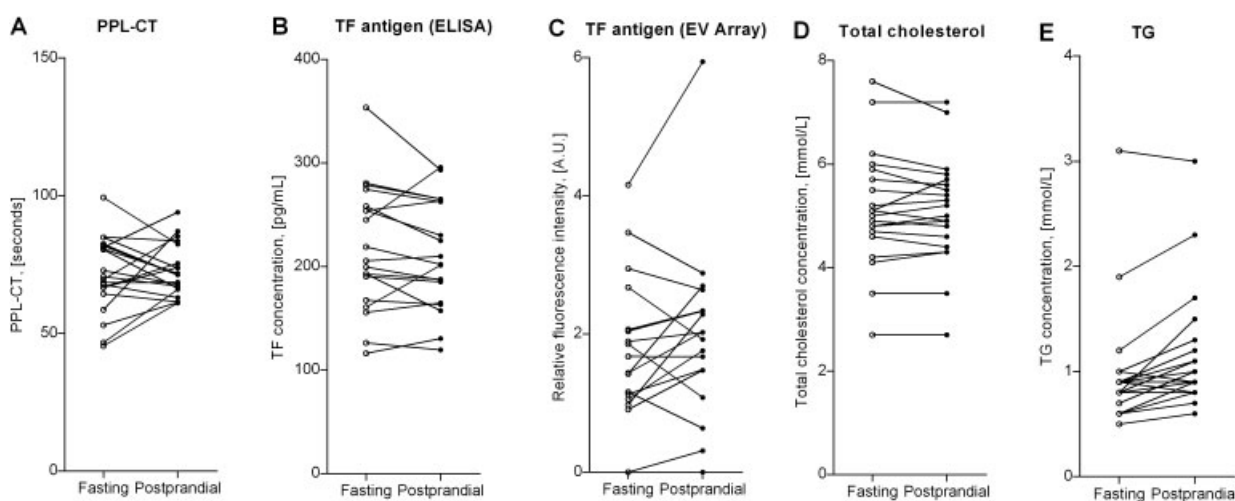 A PPL-CT
PPL-CT, [seconds]
150
100
50
0
Fasting Postprandial
B TF antigen (ELISA)
TF concentration, [pg/mL]
400
300
200
100
0
Fasting Postprandial
C TF antigen (EV Array)
Relative fluorescence intensity, [A.U.]
6
4
2
0
Fasting Postprandial
D Total cholesterol
Total cholesterol concentration, [mmol/L]
8
6
4
2
0
Fasting Postprandial
E TG
TG concentration, [mmol/L]
4
3
2
1
0
Fasting Postprandial